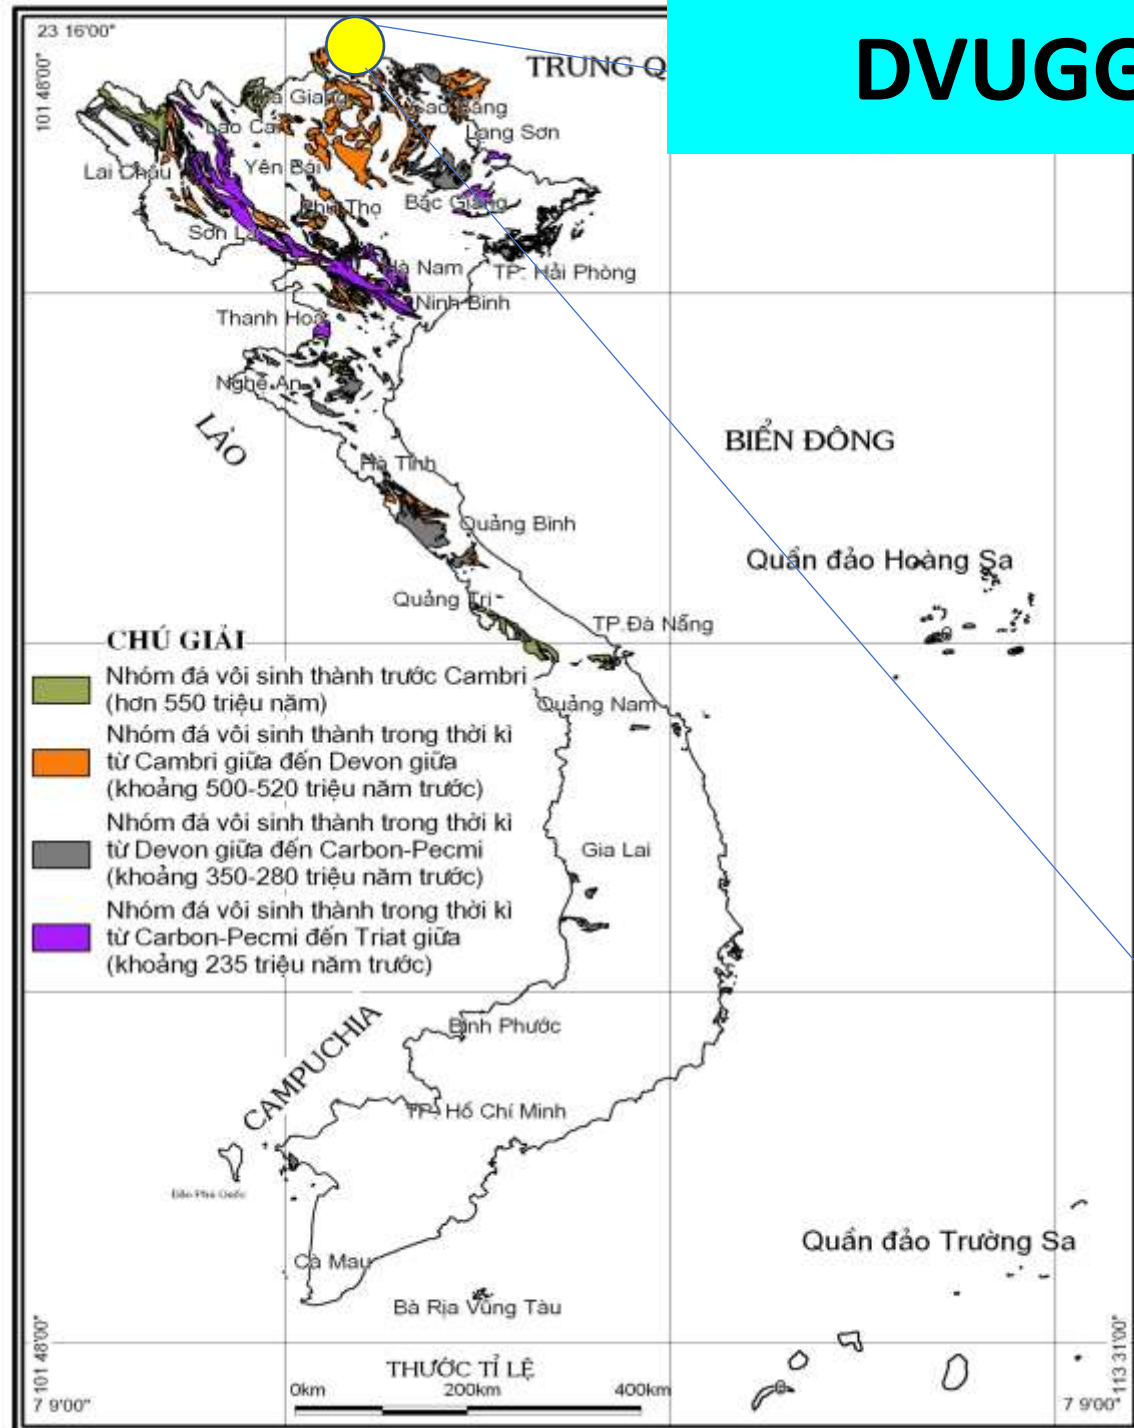 23 16'00"
101 48'00"
TRUNG Q
DVUGG
Hà Giang
Cao Bằng
Lào Cai
Lạng Sơn
Lai Châu
Yên Bái
Phú Thọ
Bắc Giang
Sơn La
Hà Nam
TP. Hải Phòng
Ninh Bình
Thanh Hoá
Nghệ An
LÀO
BIỂN ĐÔNG
Hà Tĩnh
Quảng Bình
Quần đảo Hoàng Sa
Quảng Trị
TP.Đà Nẵng
Quảng Nam
CHÚ GIẢI
Nhóm đá vôi sinh thành trước Cambri
(hơn 550 triệu năm)
Nhóm đá vôi sinh thành trong thời kì
từ Cambri giữa đến Devon giữa
(khoảng 500-520 triệu năm trước)
Nhóm đá vôi sinh thành trong thời kì
từ Devon giữa đến Carbon-Pecmi
(khoảng 350-280 triệu năm trước)
Nhóm đá vôi sinh thành trong thời kì
từ Carbon-Pecmi đến Triat giữa
(khoảng 235 triệu năm trước)
Gia Lai
Bình Phước
CAMPUCHIA
TP. Hồ Chí Minh
Đảo Phú Quốc
Quần đảo Trường Sa
Cà Mau
Bà Rịa Vũng Tàu
THƯỚC TỈ LỆ
0km 200km 400km
101 48'00"
7 9'00"
113 31'00"
7 9'00"